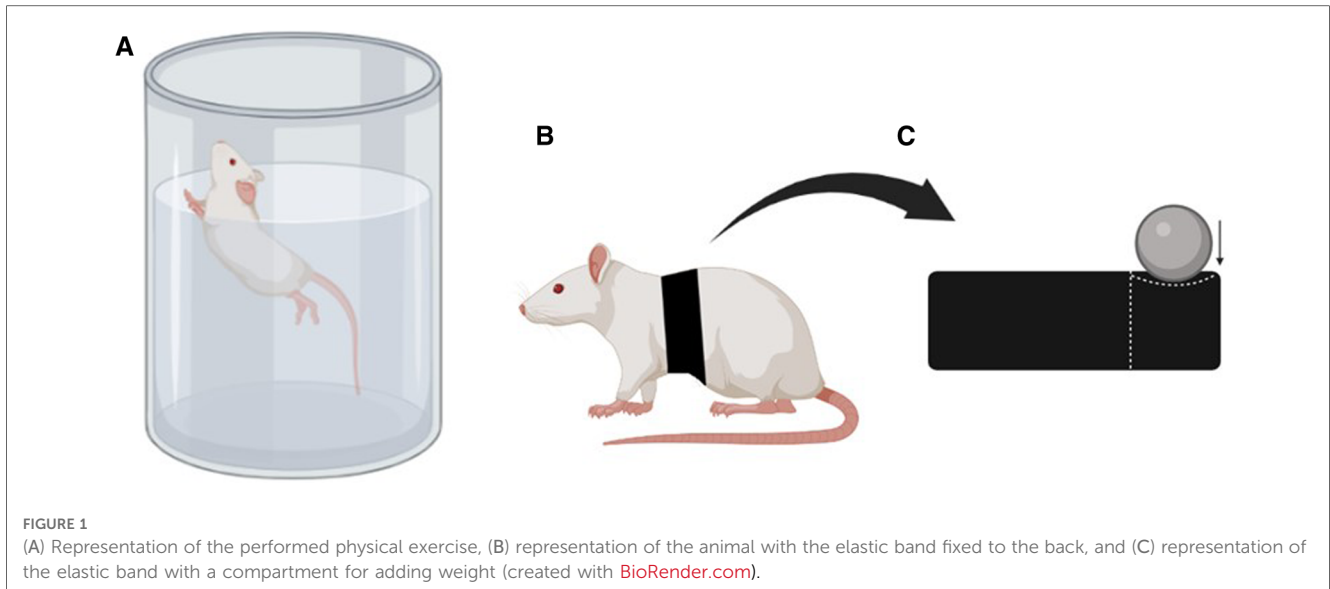 A
B
C
FIGURE 1
(A) Representation of the performed physical exercise, (B) representation of the animal with the elastic band fixed to the back, and (C) representation of
the elastic band with a compartment for adding weight (created with BioRender.com).